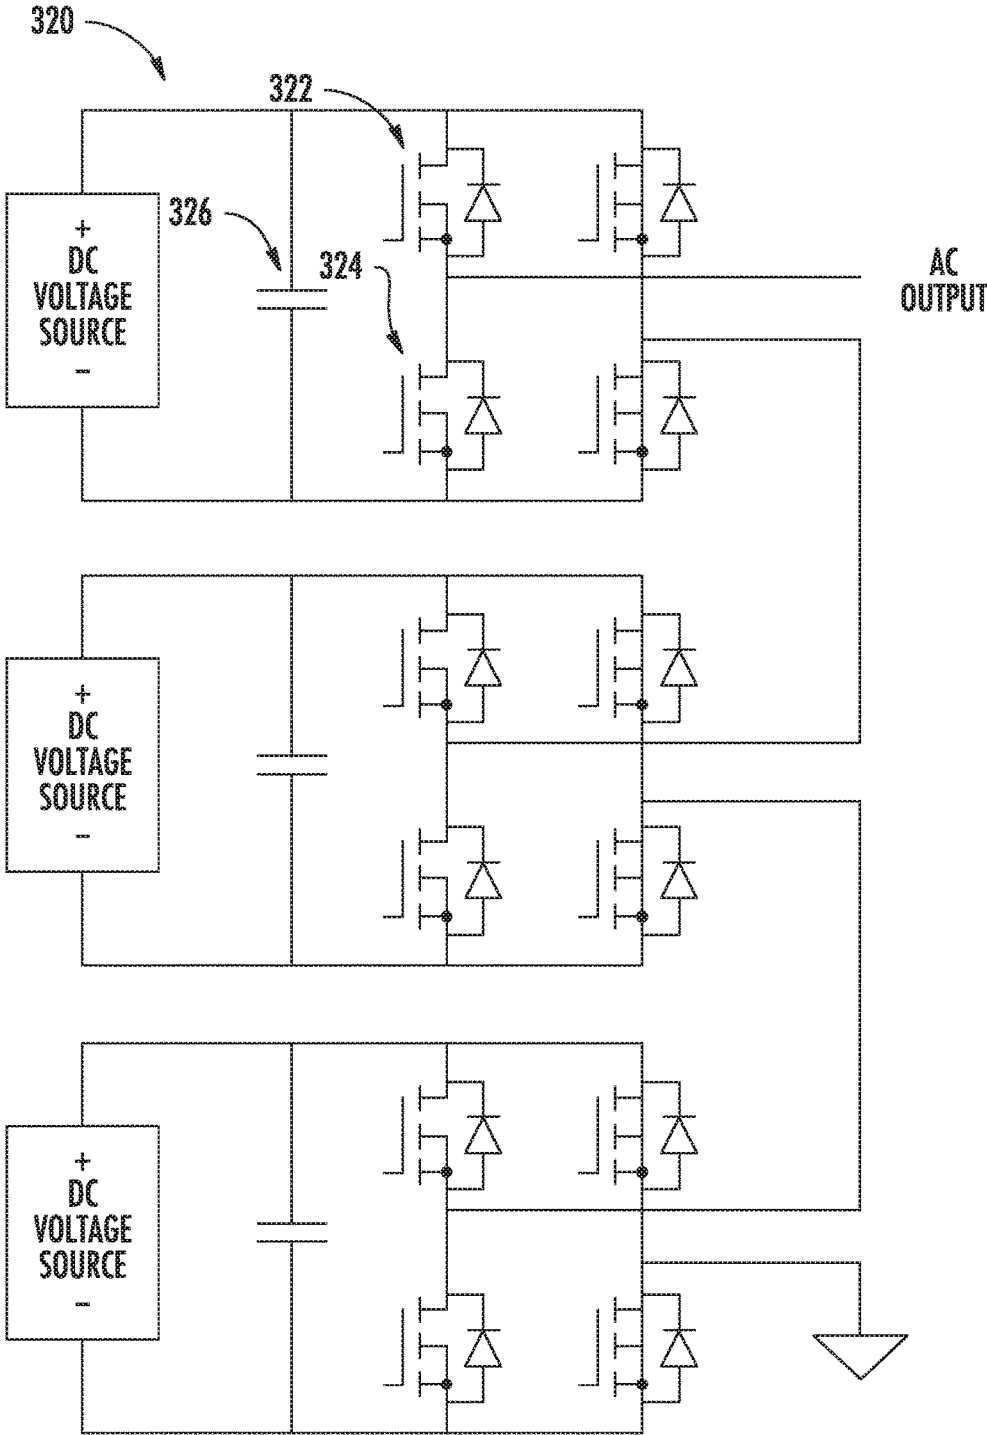 320
322
326
324
+
DC
VOLTAGE
SOURCE
-
AC
OUTPUT
+
DC
VOLTAGE
SOURCE
-
+
DC
VOLTAGE
SOURCE
-